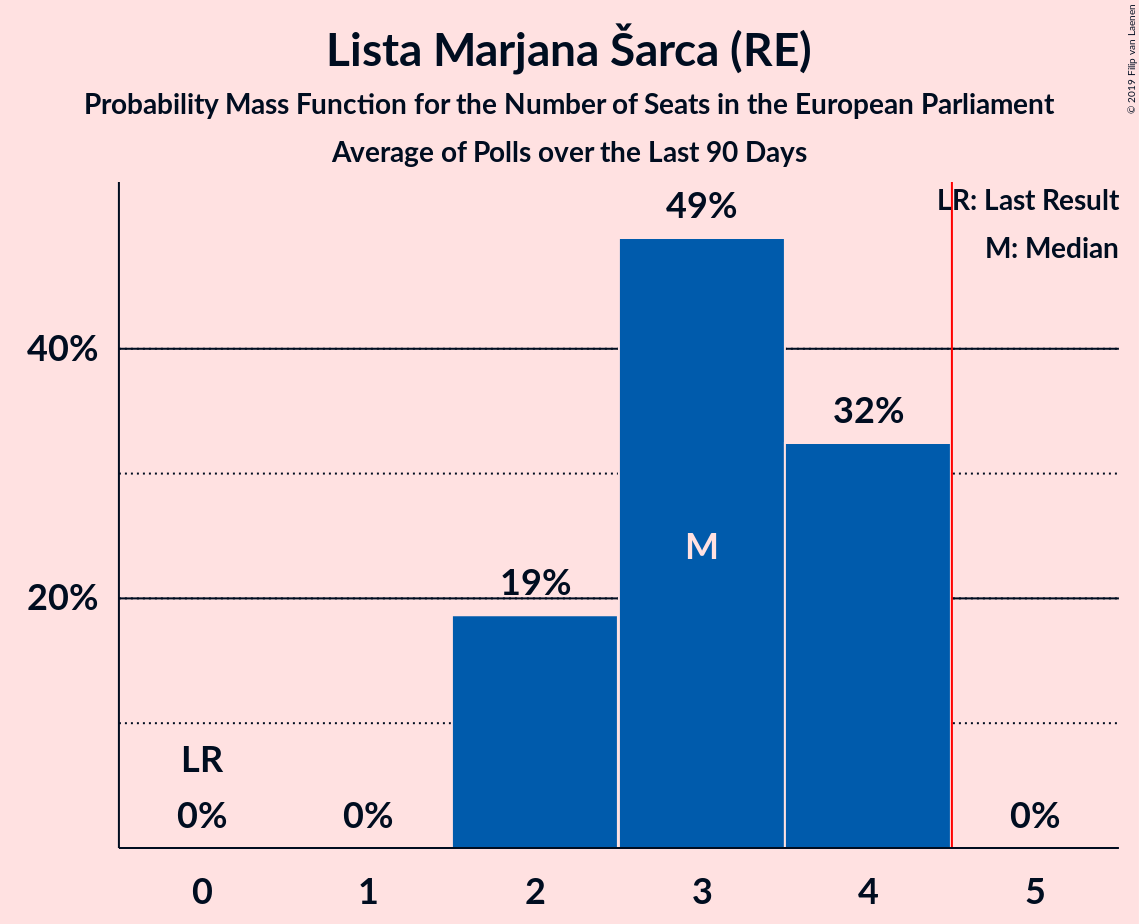 Lista Marjana Šarca (RE)
Probability Mass Function for the Number of Seats in the European Parliament
Average of Polls over the Last 90 Days
© 2019 Filip van Laenen
LR: Last Result
M: Median
49%
40%
32%
M
19%
20%
LR
0%
0%
0%
0
1
2
3
4
5